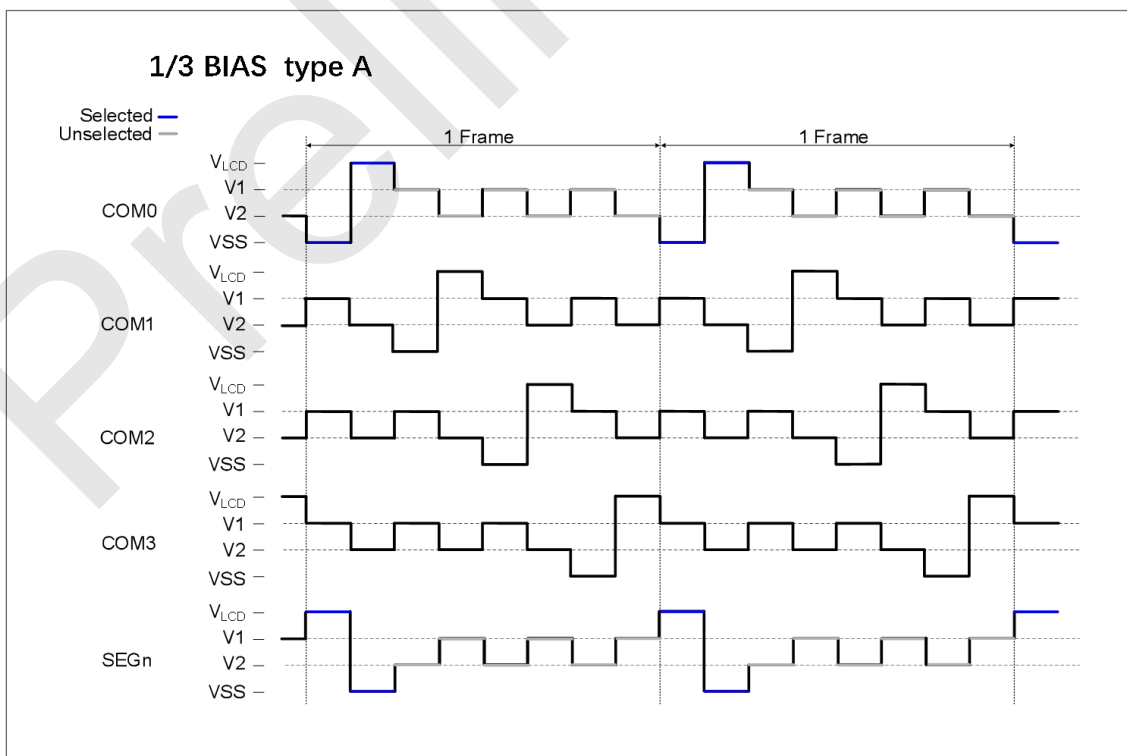 1/3 BIAS type A
Selected
Unselected
1 Frame 1 Frame
VLCD
V1
COM0
V2
VSS
VLCD
V1
COM1
V2
VSS
VLCD
V1
COM2
V2
VSS
VLCD
V1
COM3
V2
VSS
VLCD
V1
SEGn
V2
VSS